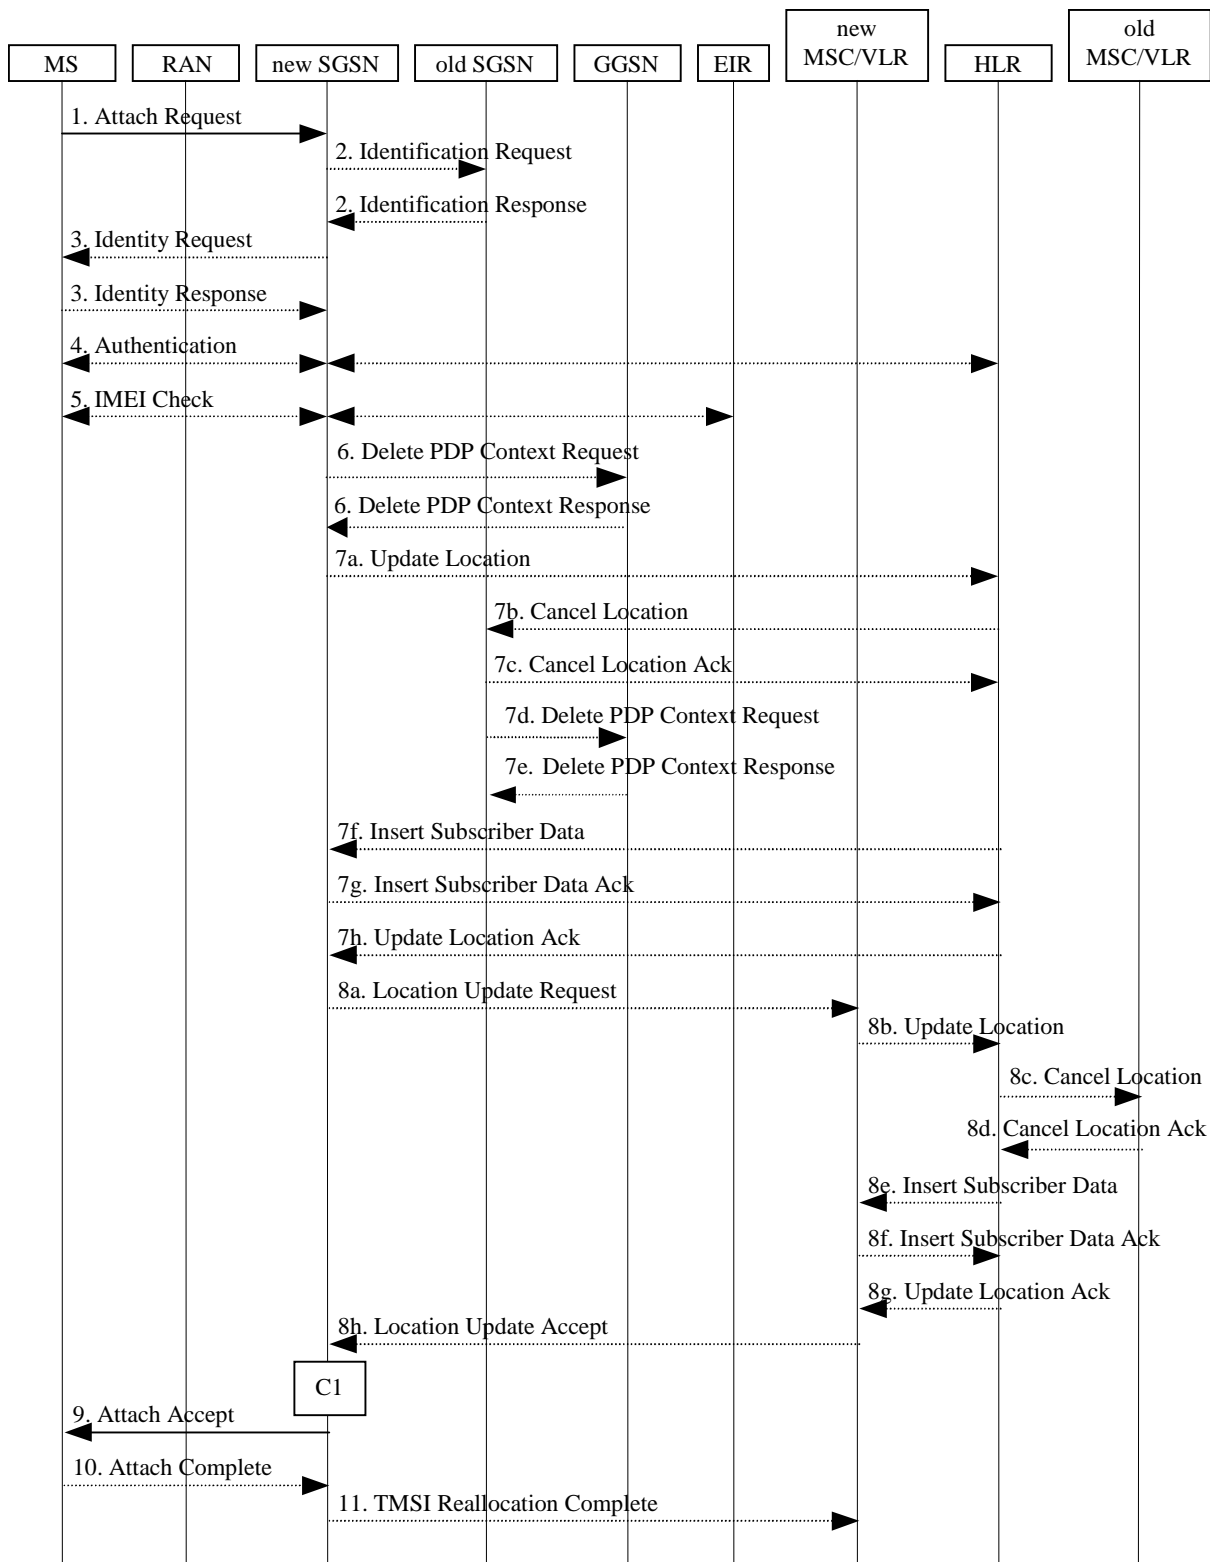 new
MSC/VLR
old
MSC/VLR
MS
RAN
new SGSN
old SGSN
GGSN
EIR
HLR
1. Attach Request
2. Identification Request
2. Identification Response
3. Identity Request
3. Identity Response
4. Authentication
5. IMEI Check
6. Delete PDP Context Request
6. Delete PDP Context Response
7a. Update Location
7b. Cancel Location
7c. Cancel Location Ack
7d. Delete PDP Context Request
7e. Delete PDP Context Response
7f. Insert Subscriber Data
7g. Insert Subscriber Data Ack
7h. Update Location Ack
8a. Location Update Request
8b. Update Location
8c. Cancel Location
8d. Cancel Location Ack
8e. Insert Subscriber Data
8f. Insert Subscriber Data Ack
8g. Update Location Ack
8h. Location Update Accept
C1
9. Attach Accept
10. Attach Complete
11. TMSI Reallocation Complete